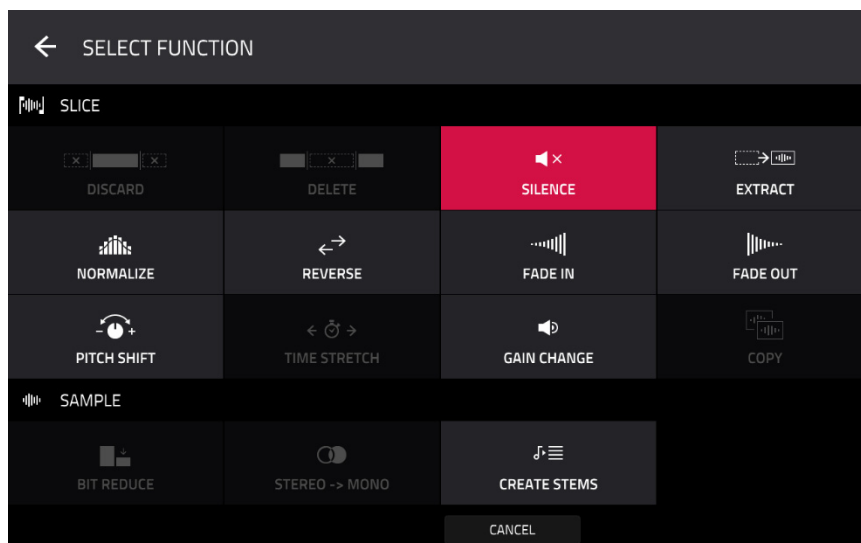 SELECT FUNCTION
SLICE
DISCARD
DELETE
SILENCE
EXTRACT
NORMALIZE
REVERSE
FADE IN
FADE OUT
PITCH SHIFT
TIME STRETCH
GAIN CHANGE
COPY
SAMPLE
BIT REDUCE
STEREO -> MONO
CREATE STEMS
CANCEL